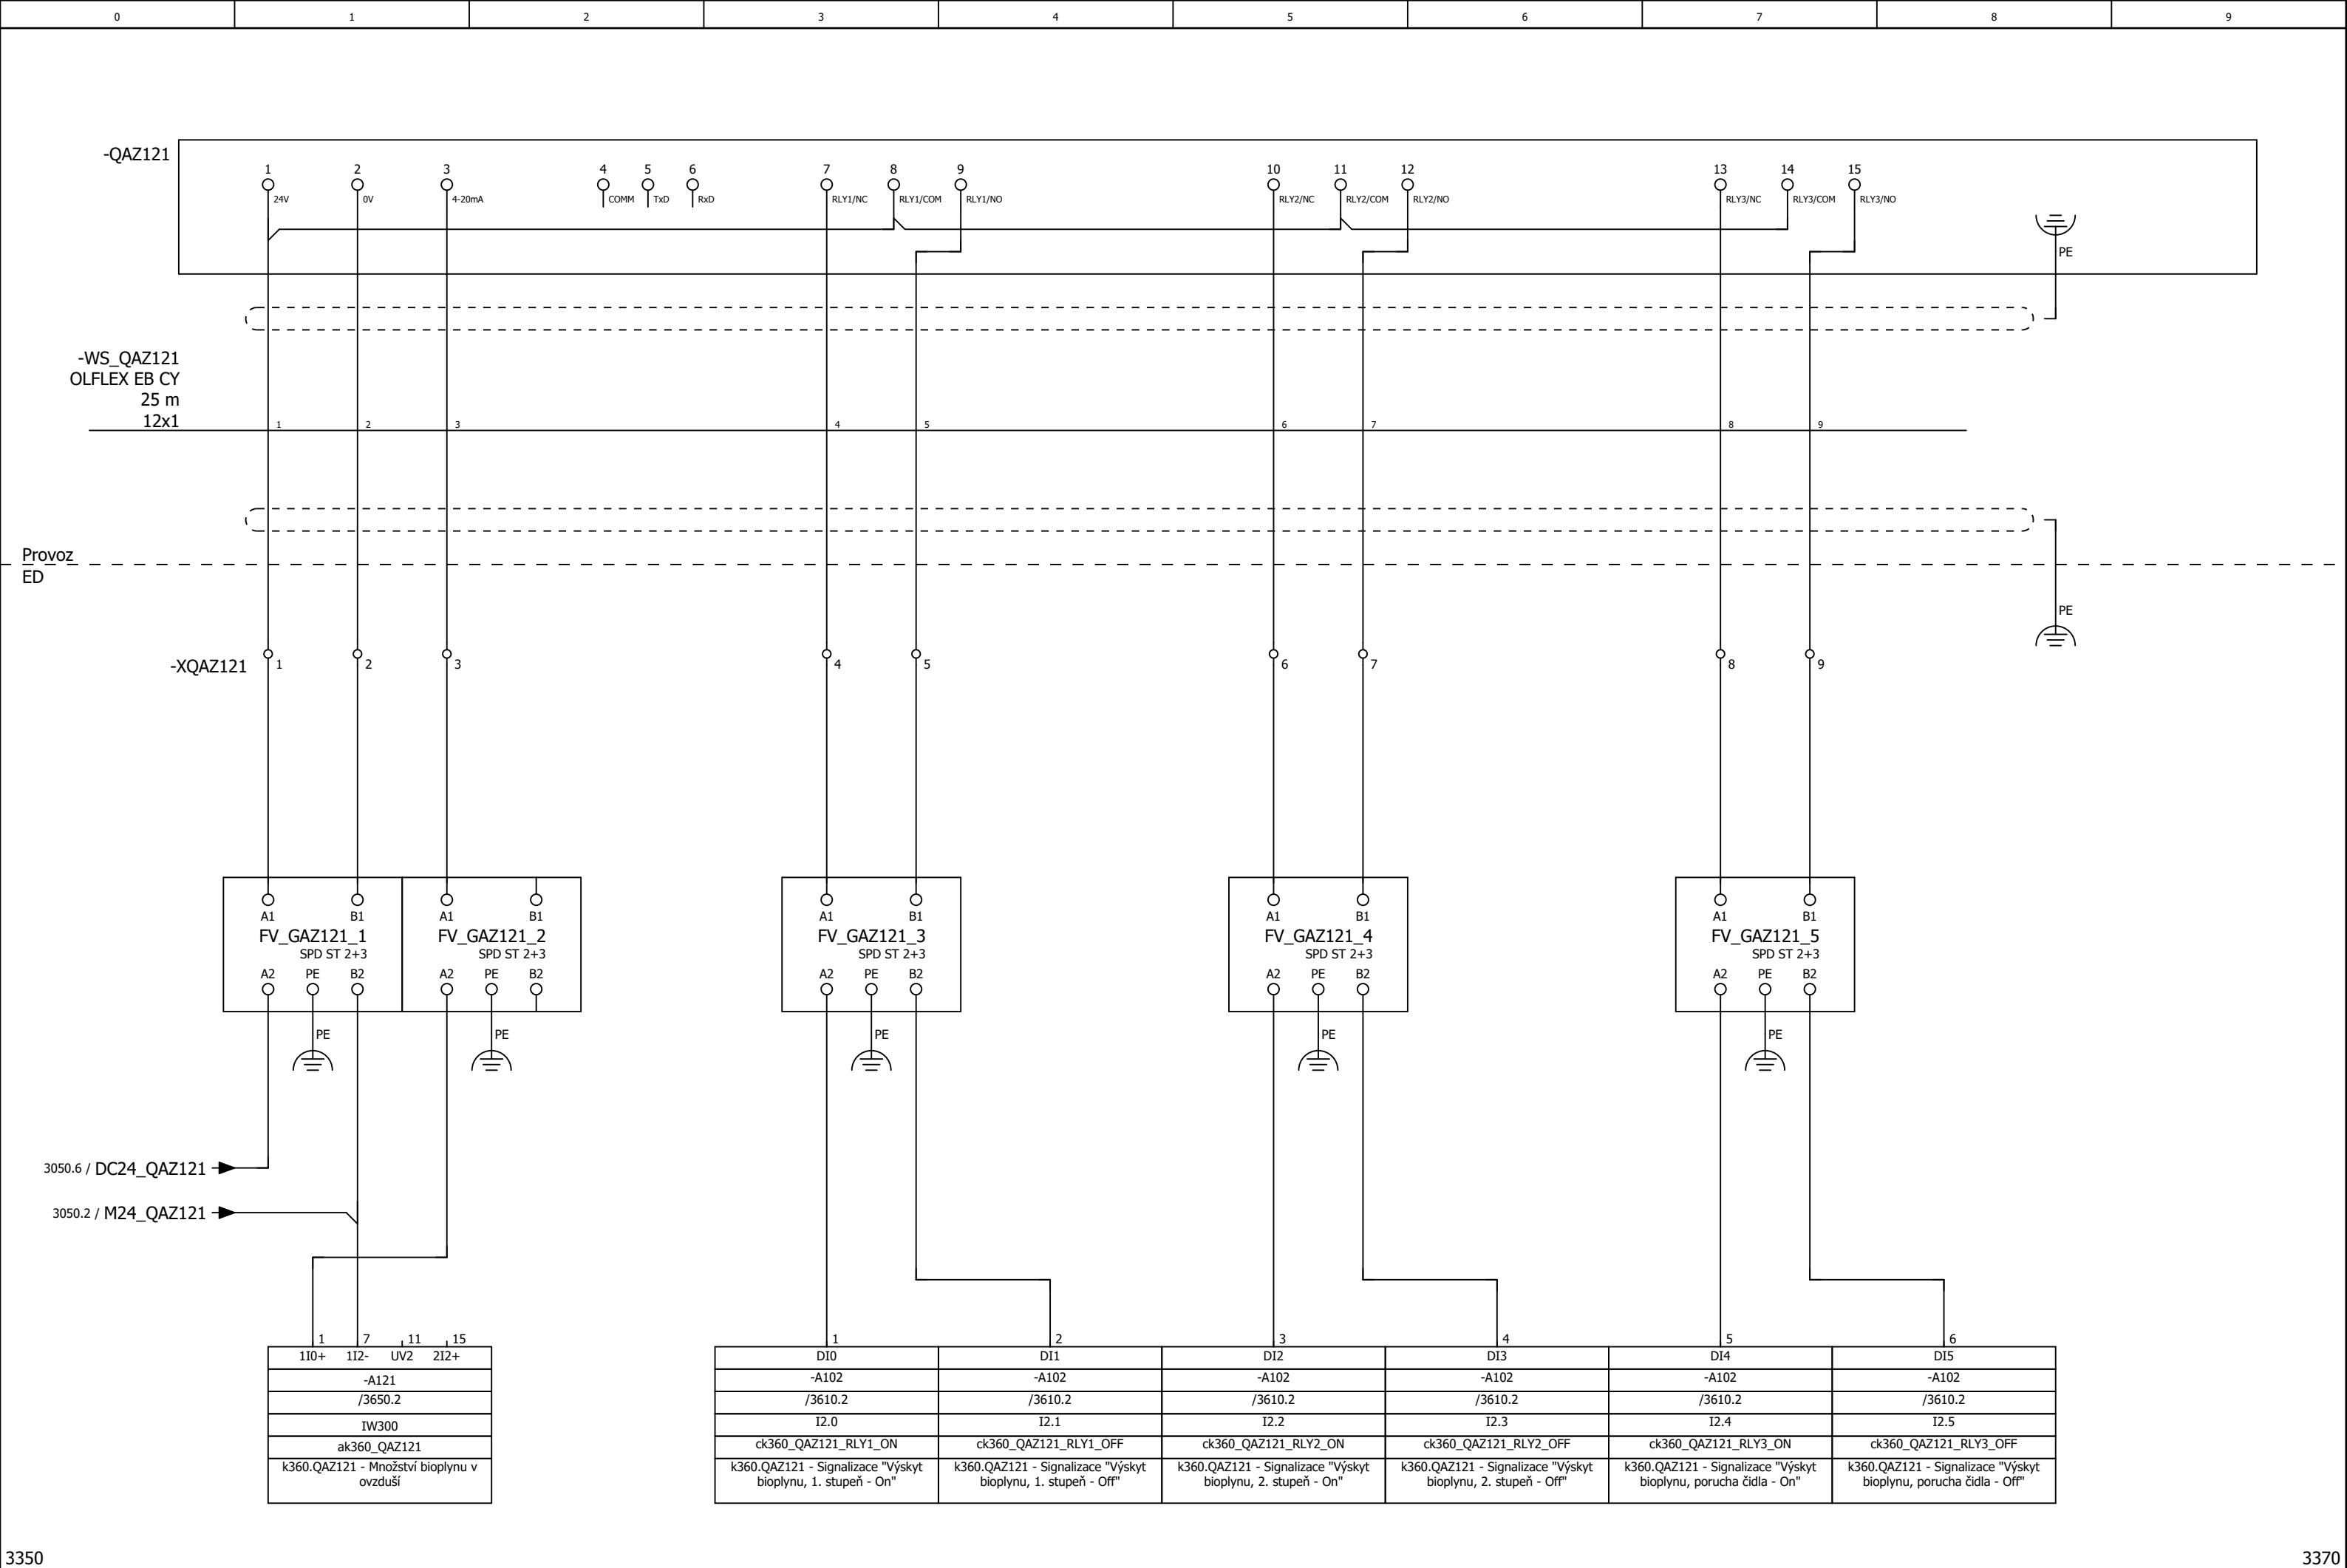 0 1 2 3 4 5 6 7 8 9
-QAZ121
1 2 3 4 5 6 7 8 9 10 11 12 13 14 15
24V 0V 4-20mA COMM TxD RxD RLY1/NC RLY1/COM RLY1/NO RLY2/NC RLY2/COM RLY2/NO RLY3/NC RLY3/COM RLY3/NO
PE
-WS_QAZ121
OLFLEX EB CY
25 m
12x1
1 2 3 4 5 6 7 8 9
Provoz
ED
PE
-XQAZ121 1 2 3 4 5 6 7 8 9
A1 B1 A1 B1 A1 B1 A1 B1 A1 B1
FV_GAZ121_1 FV_GAZ121_2 FV_GAZ121_3 FV_GAZ121_4 FV_GAZ121_5
SPD ST 2+3 SPD ST 2+3 SPD ST 2+3 SPD ST 2+3 SPD ST 2+3
A2 PE B2 A2 PE B2 A2 PE B2 A2 PE B2 A2 PE B2
PE PE PE PE PE
3050.6 / DC24_QAZ121
3050.2 / M24_QAZ121
1 7 11 15 1 2 3 4 5 6
1I0+ 1I2- UV2 2I2+ DI0 DI1 DI2 DI3 DI4 DI5
-A121 -A102 -A102 -A102 -A102 -A102 -A102
/3650.2 /3610.2 /3610.2 /3610.2 /3610.2 /3610.2 /3610.2
IW300 I2.0 I2.1 I2.2 I2.3 I2.4 I2.5
ak360_QAZ121 ck360_QAZ121_RLY1_ON ck360_QAZ121_RLY1_OFF ck360_QAZ121_RLY2_ON ck360_QAZ121_RLY2_OFF ck360_QAZ121_RLY3_ON ck360_QAZ121_RLY3_OFF
k360.QAZ121 - Množství bioplynu v
ovzduší
k360.QAZ121 - Signalizace "Výskyt
bioplynu, 1. stupeň - On"
k360.QAZ121 - Signalizace "Výskyt
bioplynu, 1. stupeň - Off"
k360.QAZ121 - Signalizace "Výskyt
bioplynu, 2. stupeň - On"
k360.QAZ121 - Signalizace "Výskyt
bioplynu, 2. stupeň - Off"
k360.QAZ121 - Signalizace "Výskyt
bioplynu, porucha čidla - On"
k360.QAZ121 - Signalizace "Výskyt
bioplynu, porucha čidla - Off"
3350 3370